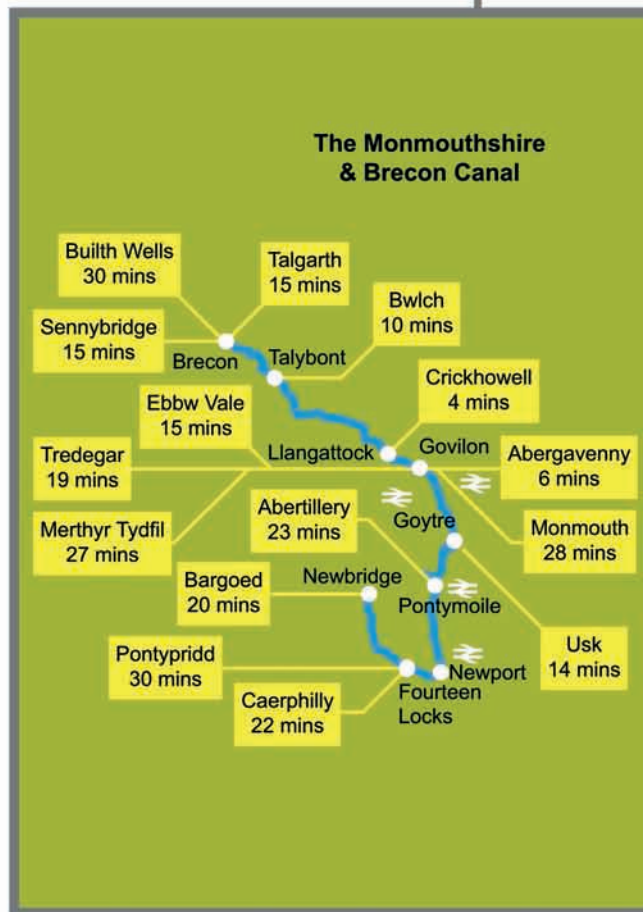 The Monmouthshire
& Brecon Canal
Builth Wells
30 mins
Talgarth
15 mins
Bwlch
10 mins
Sennybridge
15 mins
Brecon
Talybont
Crickhowell
4 mins
Ebbw Vale
15 mins
Llangattock
Govilon
Tredegar
19 mins
Abergavenny
6 mins
Abertillery
23 mins
Goytre
Merthyr Tydfil
27 mins
Monmouth
28 mins
Bargoed
20 mins
Newbridge
Pontymoile
Usk
14 mins
Pontypridd
30 mins
Newport
Fourteen
Locks
Caerphilly
22 mins